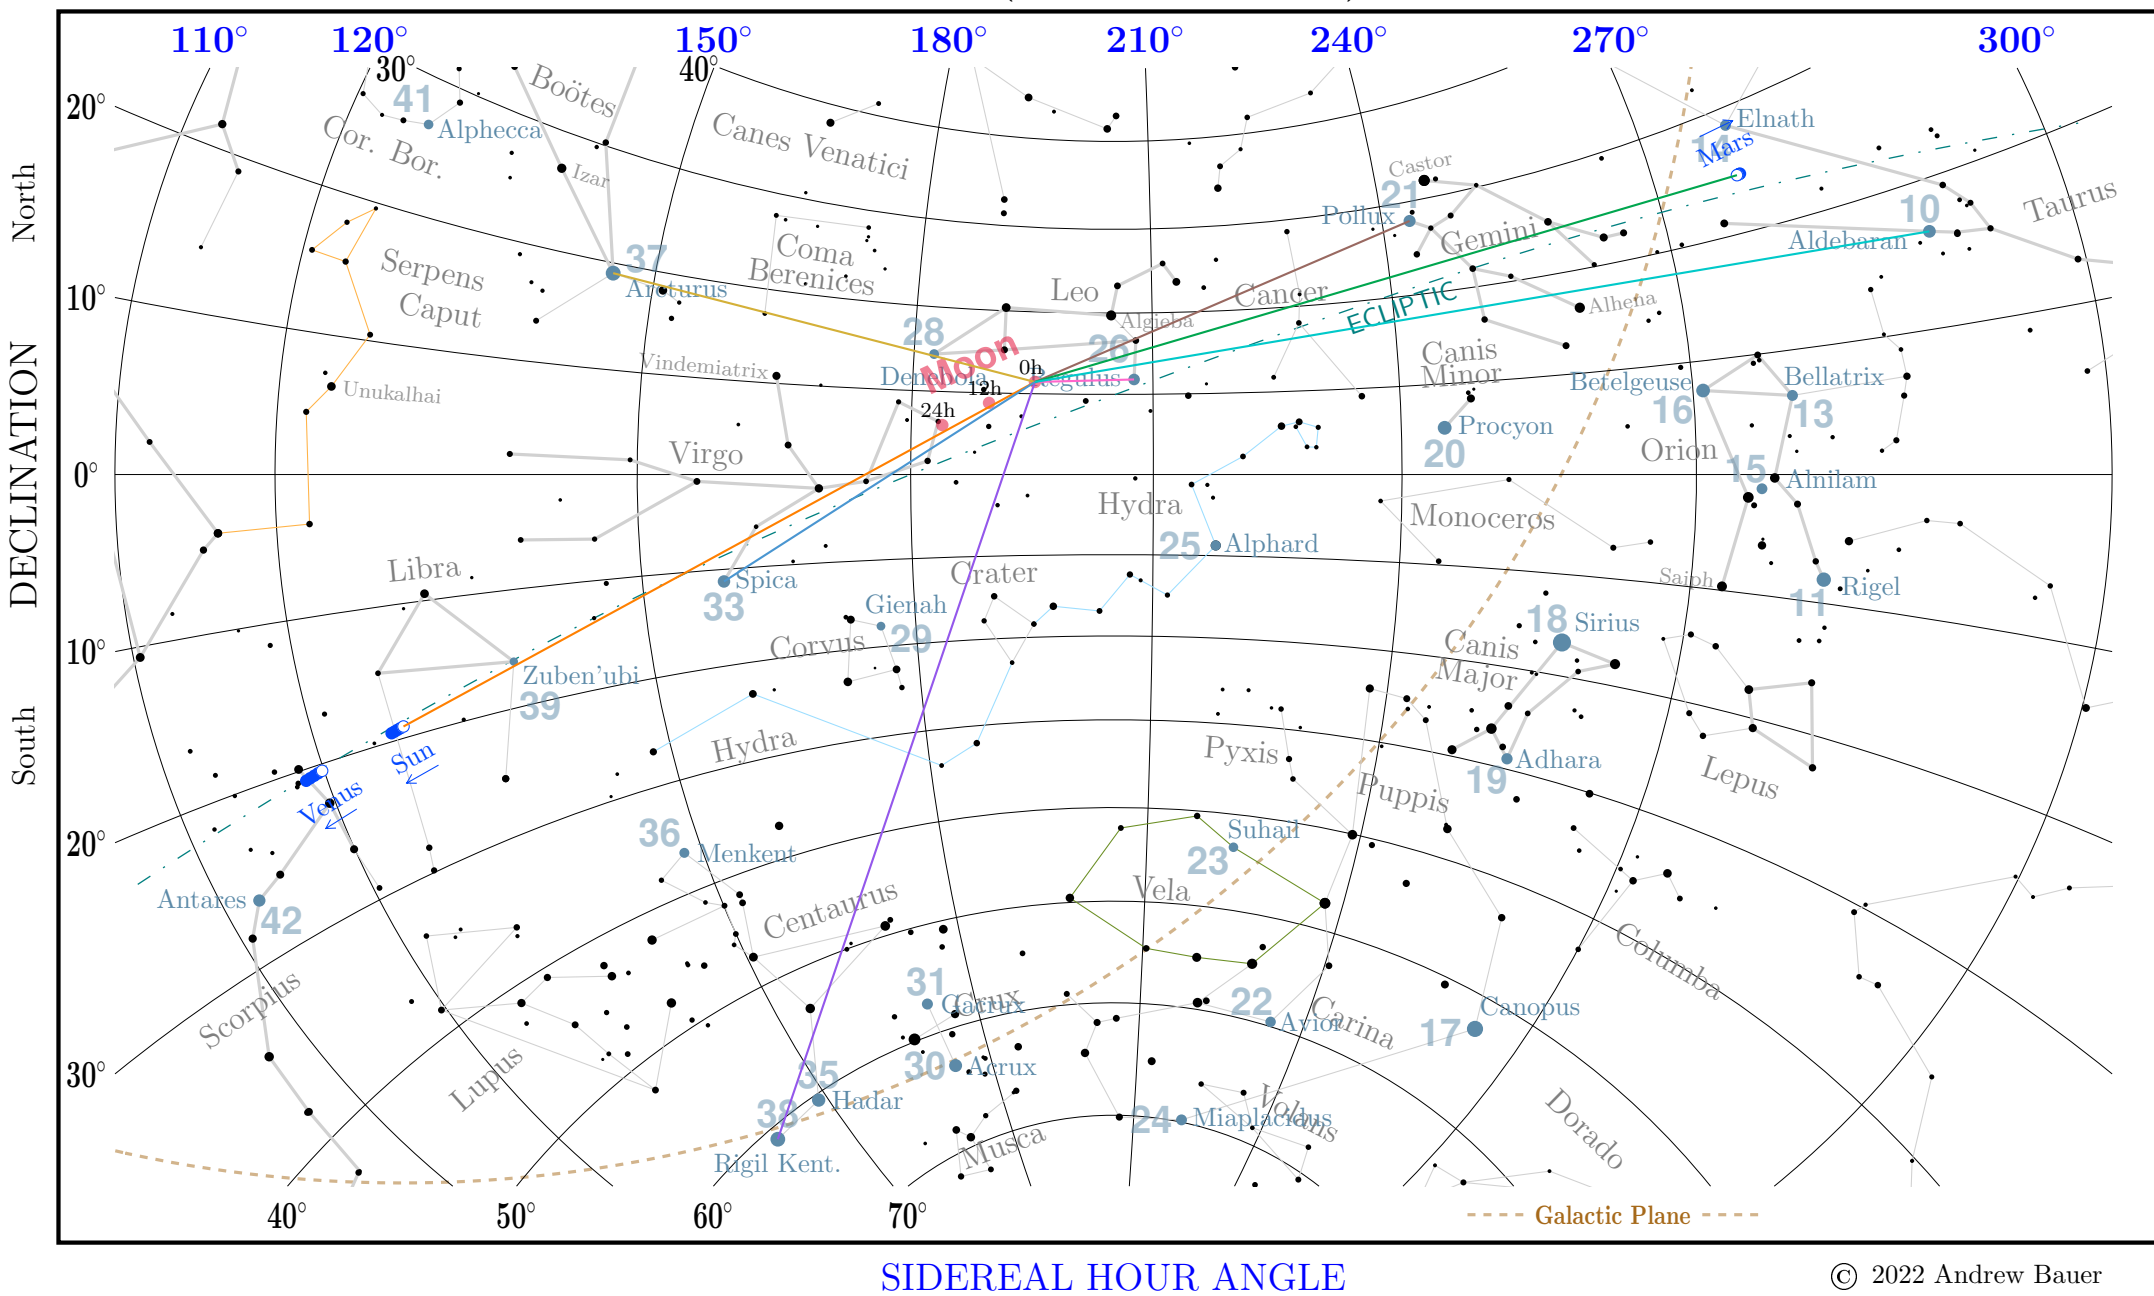 110° 120° 150° 180° 210° 240° 270° 300°
30° 40°
20°
10°
0°
10°
20°
30°
40° 50° 60° 70°
North
DECLINATION
South
41
Alphecca
Cor. Bor.
Boötes
Izar
Canes Venatici
Castor
21
Pollux
Gemini
Elnath
14
Mars
10
Aldebaran
Taurus
Serpens
Caput
37
Arcturus
Coma
Berenices
Leo
Algieba
Cancer
ECLIPTIC
Alhena
28
Denebola
Moon
0h
12h
24h
26
Regulus
Vindemiatrix
Unukalhai
Canis
Minor
Procyon
20
Betelgeuse
16
Bellatrix
13
Orion
15
Alnilam
Virgo
Hydra
25
Alphard
Monoceros
Libra
Spica
33
Crater
Gienah
29
Corvus
Saiph
11
Rigel
18
Sirius
Canis
Major
Zuben'ubi
39
Sun
Venus
Hydra
Pyxis
Puppis
19
Adhara
Lepus
36
Menkent
Suhail
23
Vela
Antares
42
Centaurus
Scorpius
31
Gacrux
Crux
22
Avior
Carina
17
Canopus
Columba
Lupus
35
Hadar
38
Rigil Kent.
30
Acrux
Musca
24
Miaplacidus
Volans
Dorado
Galactic Plane
SIDEREAL HOUR ANGLE
© 2022 Andrew Bauer